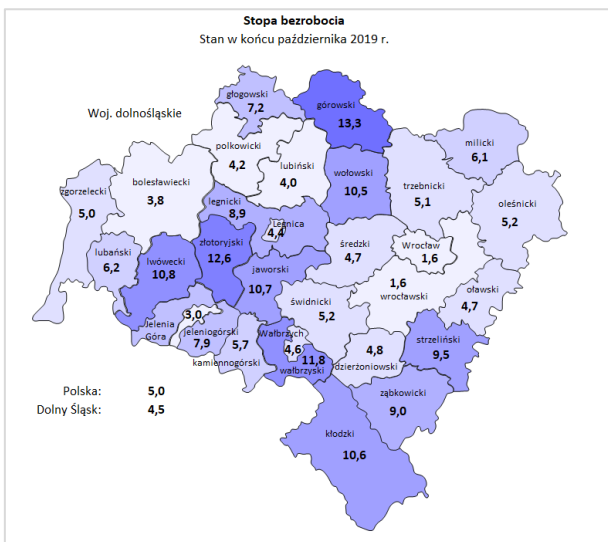 Stopa bezrobocia
Stan w końcu października 2019 r.
Woj. dolnośląskie
głogowski
7,2
górowski
13,3
polkowicki
4,2
lubiński
4,0
wołowski
10,5
milicki
6,1
trzebnicki
5,1
oleśnicki
5,2
zgorzelecki
5,0
bolesławiecki
3,8
legnicki
8,9
Legnica
4,4
lubański
6,2
lwówecki
10,8
złotoryjski
12,6
jaworski
10,7
średzki
4,7
Wrocław
1,6
1,6
wrocławski
oławski
4,7
świdnicki
5,2
3,0
Jelenia
Góra
jeleniogórski
7,9
5,7
kamiennogórski
Wałbrzych
4,6
11,8
wałbrzyski
4,8
dzierżoniowski
strzeliński
9,5
ząbkowicki
9,0
kłodzki
10,6
Polska: 5,0
Dolny Śląsk: 4,5